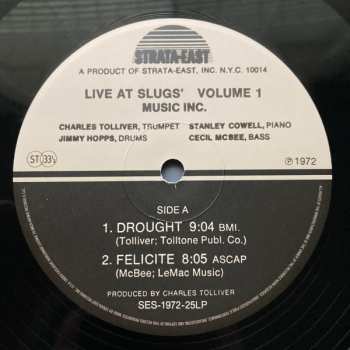 STRATA-EAST
A PRODUCT OF STRATA-EAST, INC. N.Y.C. 10014
LIVE AT SLUGS' VOLUME 1
MUSIC INC.
CHARLES TOLLIVER, TRUMPET STANLEY COWELL, PIANO
JIMMY HOPPS, DRUMS CECIL MCBEE, BASS
ST 33⅓
℗ 1972
SIDE A
1. DROUGHT 9:04 BMI.
(Tolliver; Toiltone Publ. Co.)
2. FELICITE 8:05 ASCAP
(McBee; LeMac Music)
PRODUCED BY CHARLES TOLLIVER
SES-1972-25LP